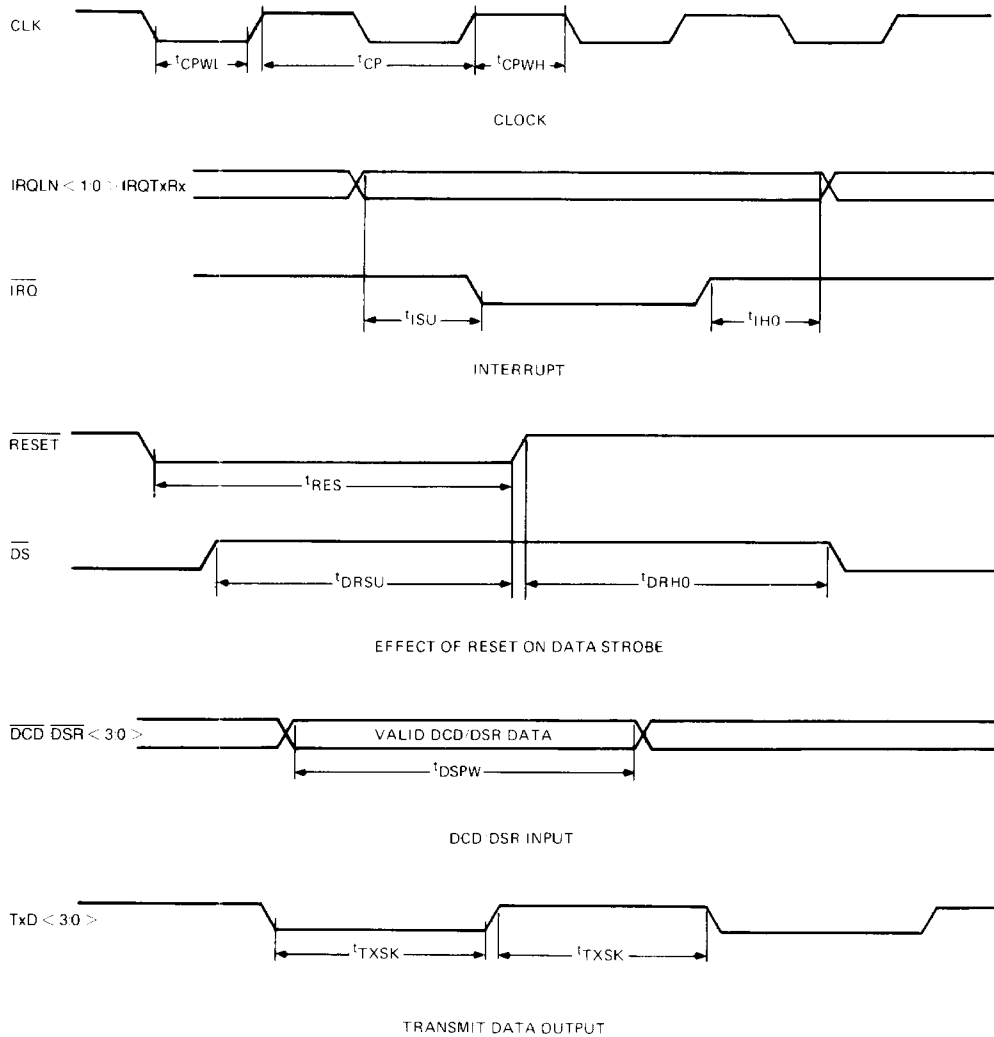 CLK
tCPWL
tCP
tCPWH
CLOCK
IRQLN < 1:0 > IRQTxRx
IRQ
tISU
tIHO
INTERRUPT
RESET
tRES
DS
tDRSU
tDRHO
EFFECT OF RESET ON DATA STROBE
DCD DSR < 3:0 >
VALID DCD/DSR DATA
tDSPW
DCD DSR INPUT
TxD < 3:0 >
tTXSK
tTXSK
TRANSMIT DATA OUTPUT